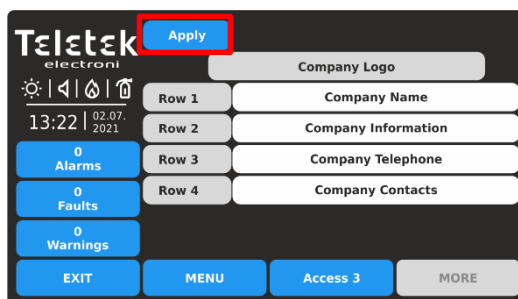 Teletek
electroni
Apply
Company Logo
13:22 02.07.
2021
Row 1 Company Name
Row 2 Company Information
Row 3 Company Telephone
Row 4 Company Contacts
0
Alarms
0
Faults
0
Warnings
EXIT MENU Access 3 MORE